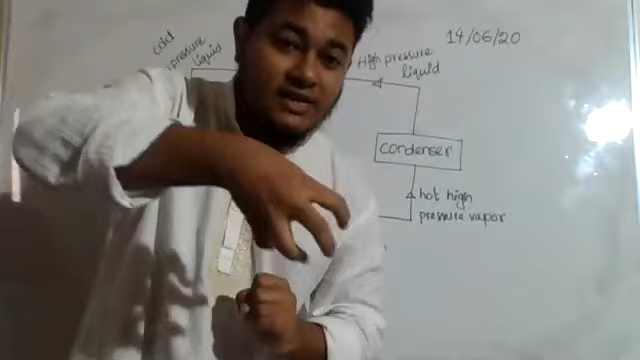 14/06/20
cold
pressure
liquid
High pressure
liquid
condenser
hot high
pressure vapor